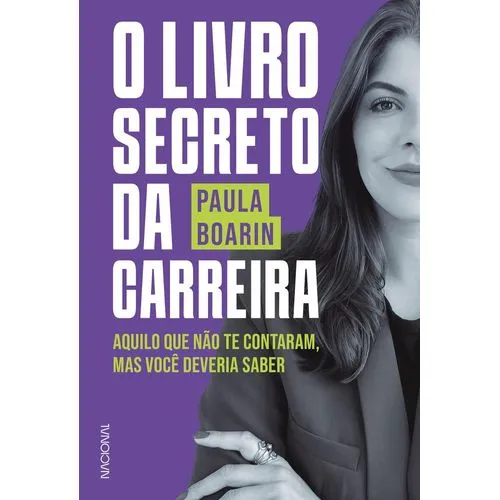 O LIVRO
SECRETO
DA
PAULA
BOARIN
CARREIRA
AQUILO QUE NÃO TE CONTARAM,
MAS VOCÊ DEVERIA SABER
NACIONAL